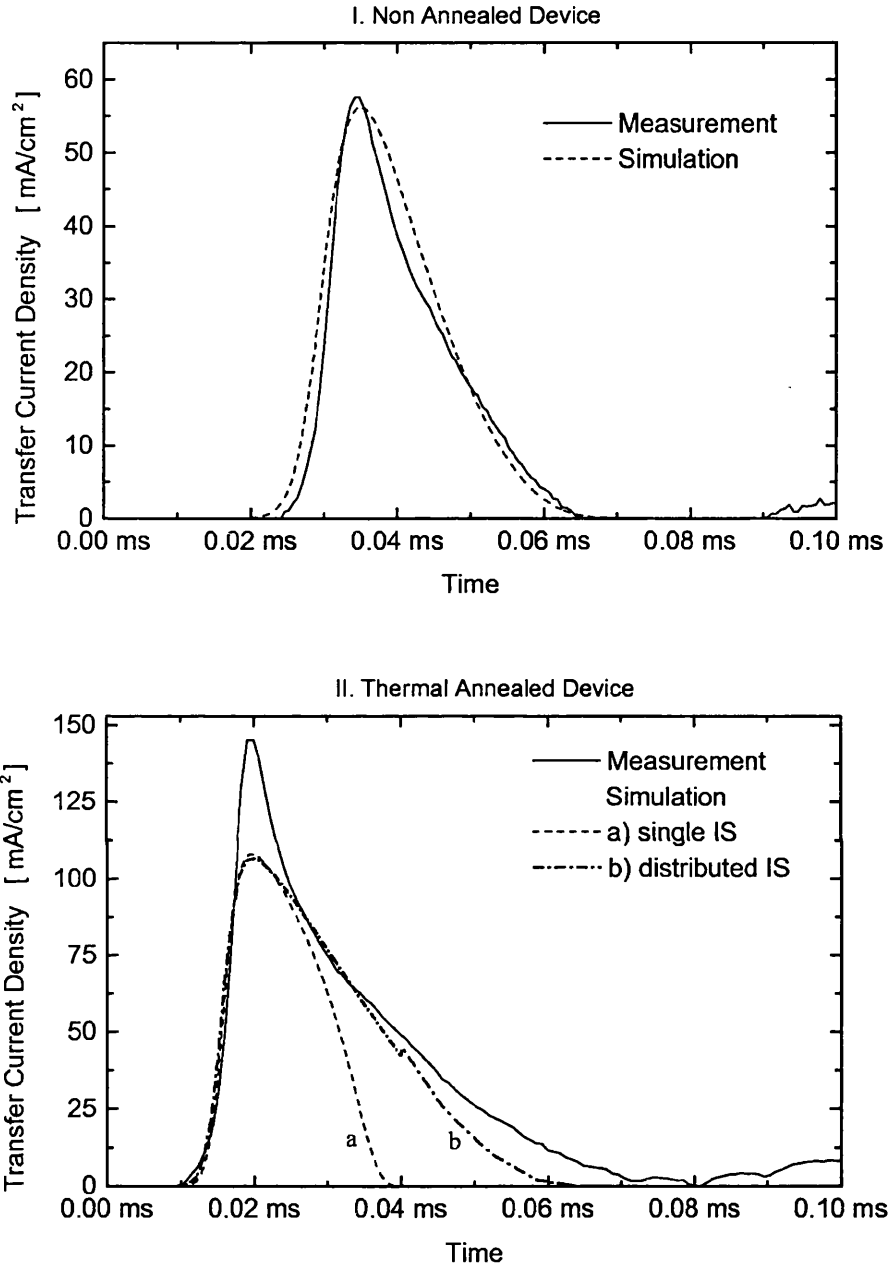 I. Non Annealed Device
Transfer Current Density [ mA/cm²]
60
50
40
30
20
10
0
Measurement
Simulation
0.00 ms 0.02 ms 0.04 ms 0.06 ms 0.08 ms 0.10 ms
Time
II. Thermal Annealed Device
Transfer Current Density [ mA/cm²]
150
125
100
75
50
25
0
Measurement
Simulation
a) single IS
b) distributed IS
a
b
0.00 ms 0.02 ms 0.04 ms 0.06 ms 0.08 ms 0.10 ms
Time